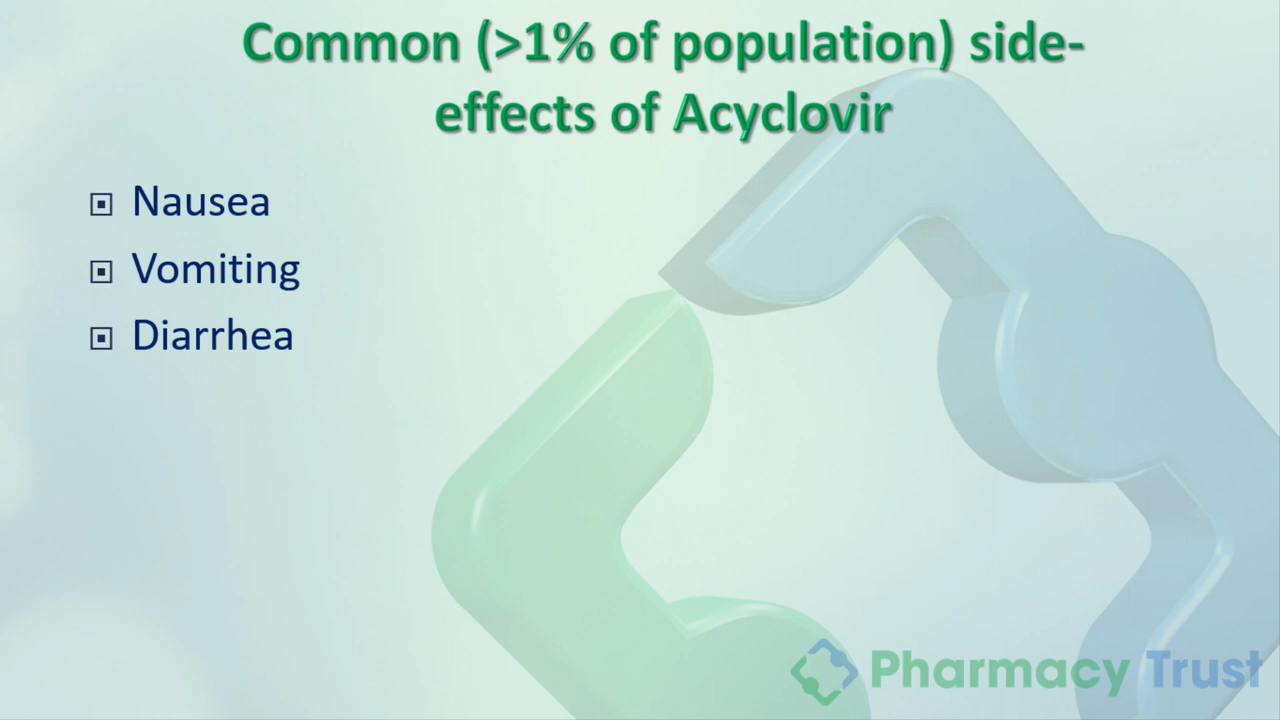 Common (>1% of population) side-
effects of Acyclovir
Nausea
Vomiting
Diarrhea
Pharmacy Trust